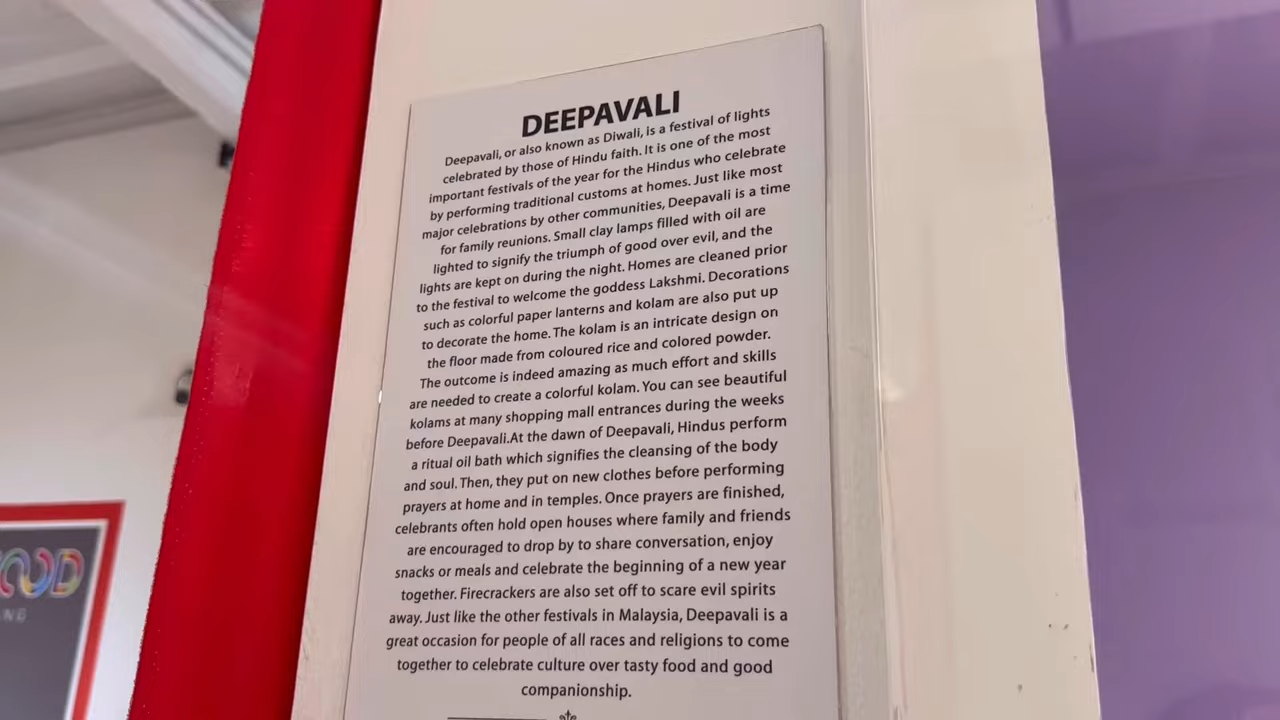 DEEPAVALI
Deepavali, or also known as Diwali, is a festival of lights
celebrated by those of Hindu faith. It is one of the most
important festivals of the year for the Hindus who celebrate
by performing traditional customs at homes. Just like most
major celebrations by other communities, Deepavali is a time
for family reunions. Small clay lamps filled with oil are
lighted to signify the triumph of good over evil, and the
lights are kept on during the night. Homes are cleaned prior
to the festival to welcome the goddess Lakshmi. Decorations
such as colorful paper lanterns and kolam are also put up
to decorate the home. The kolam is an intricate design on
the floor made from coloured rice and colored powder.
The outcome is indeed amazing as much effort and skills
are needed to create a colorful kolam. You can see beautiful
kolams at many shopping mall entrances during the weeks
before Deepavali.At the dawn of Deepavali, Hindus perform
a ritual oil bath which signifies the cleansing of the body
and soul. Then, they put on new clothes before performing
prayers at home and in temples. Once prayers are finished,
celebrants often hold open houses where family and friends
are encouraged to drop by to share conversation, enjoy
snacks or meals and celebrate the beginning of a new year
together. Firecrackers are also set off to scare evil spirits
away. Just like the other festivals in Malaysia, Deepavali is a
great occasion for people of all races and religions to come
together to celebrate culture over tasty food and good
companionship.